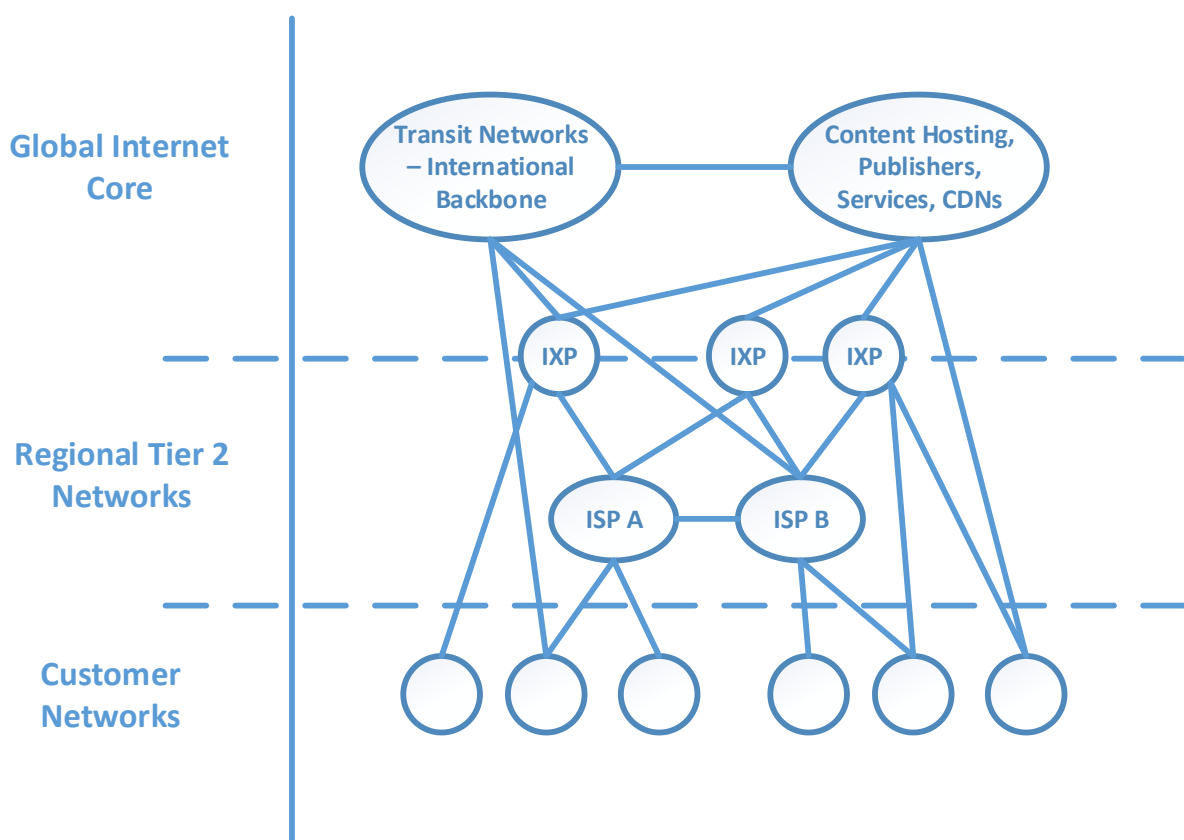 Global Internet
Core
Transit Networks
– International
Backbone
Content Hosting,
Publishers,
Services, CDNs
IXP
IXP
IXP
Regional Tier 2
Networks
ISP A
ISP B
Customer
Networks